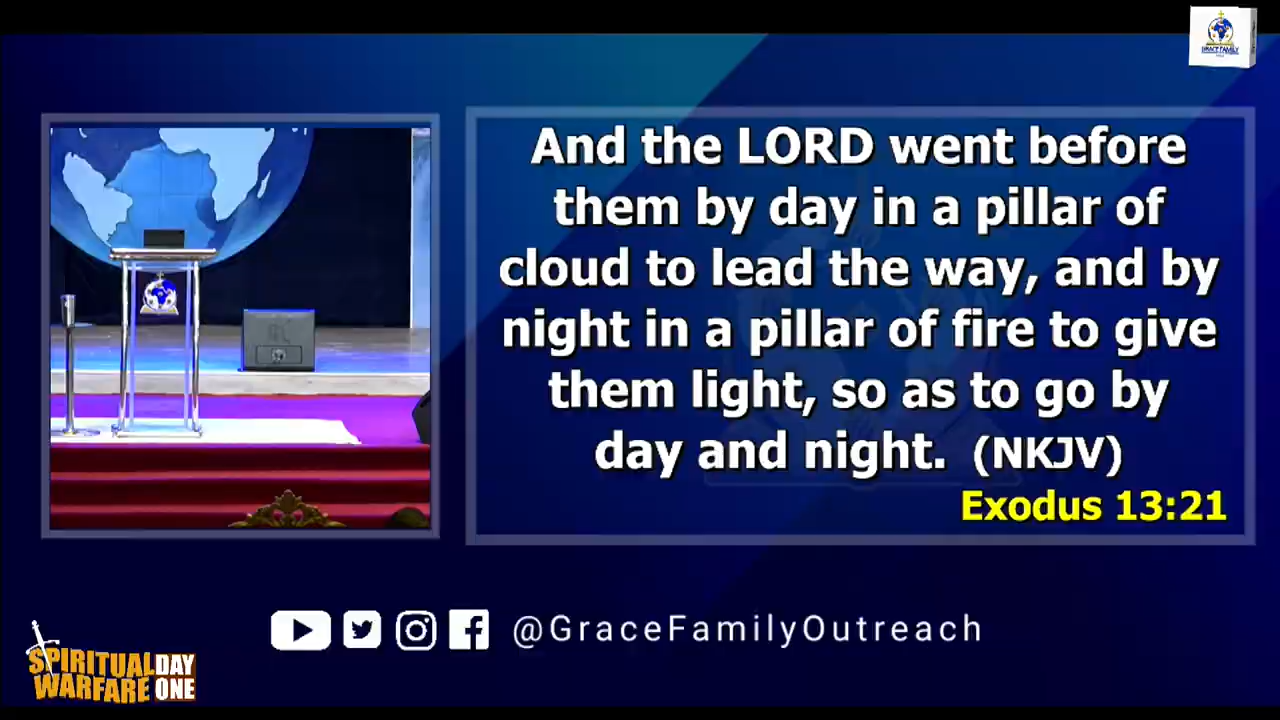 GRACE FAMILY
And the LORD went before
them by day in a pillar of
cloud to lead the way, and by
night in a pillar of fire to give
them light, so as to go by
day and night. (NKJV)
Exodus 13:21
@GraceFamilyOutreach
SPIRITUAL DAY
WARFARE ONE